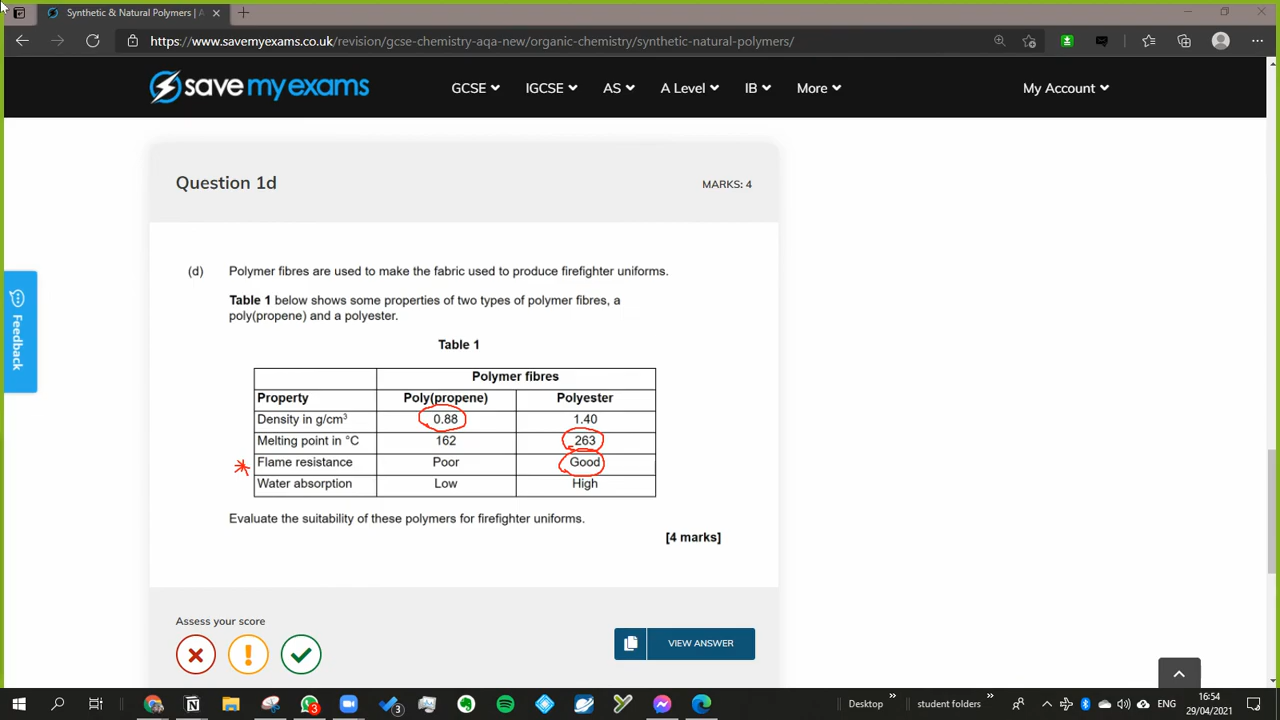 Synthetic & Natural Polymers | A
https://www.savemyexams.co.uk/revision/gcse-chemistry-aqa-new/organic-chemistry/synthetic-natural-polymers/
save my exams GCSE IGCSE AS A Level IB More My Account
Question 1d MARKS: 4
(d) Polymer fibres are used to make the fabric used to produce firefighter uniforms.
Table 1 below shows some properties of two types of polymer fibres, a
poly(propene) and a polyester.
Table 1
Polymer fibres
Property Poly(propene) Polyester
Density in g/cm³ 0.88 1.40
Melting point in °C 162 263
Flame resistance Poor Good
Water absorption Low High
Evaluate the suitability of these polymers for firefighter uniforms.
[4 marks]
Feedback
Assess your score
VIEW ANSWER
3 3 Desktop » student folders » ENG 16:54
29/04/2021